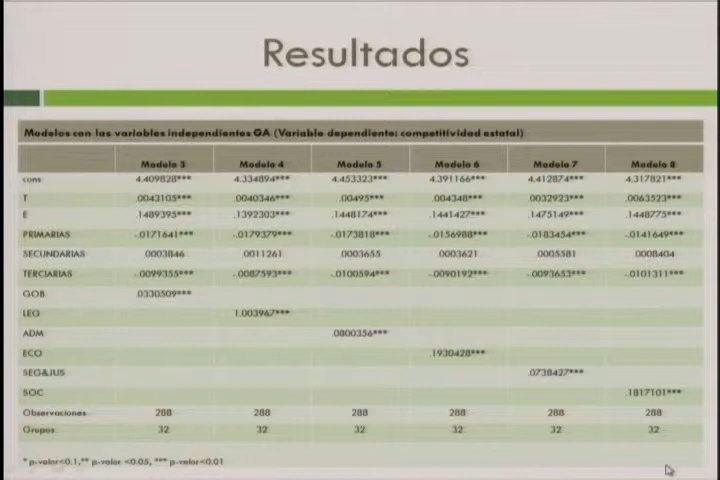 Resultados
Modelos con las variables independientes GA (Variable dependiente: competitividad estatal)
Modelo 3 Modelo 4 Modelo 5 Modelo 6 Modelo 7 Modelo 8
cons 4.409828*** 4.334894*** 4.453323*** 4.391166*** 4.412874*** 4.317821***
T .0043105*** .0040346*** .00495*** .004348*** .0032923*** .0063523***
E .1489395*** .1392303*** .1448174*** .1441427*** .1475149*** .1448775***
PRIMARIAS -.0171641*** -.0179379*** -.0173818*** -.0156988*** -.0183454*** -.0141649***
SECUNDARIAS .0003846 .0011261 .0003655 .0003621 .0005581 .0008404
TERCIARIAS -.0099355*** -.0087593*** -.0100594*** -.0090192*** -.0093653*** -.0101311***
GOB .0330509***
LEG 1.003967***
ADM .0800356***
ECO .1930428***
SEG&JUS .0738427***
SOC .1817101***
Observaciones 288 288 288 288 288 288
Grupos 32 32 32 32 32 32
* p-valor<0.1,** p-valor <0.05, *** p-valor<0.01